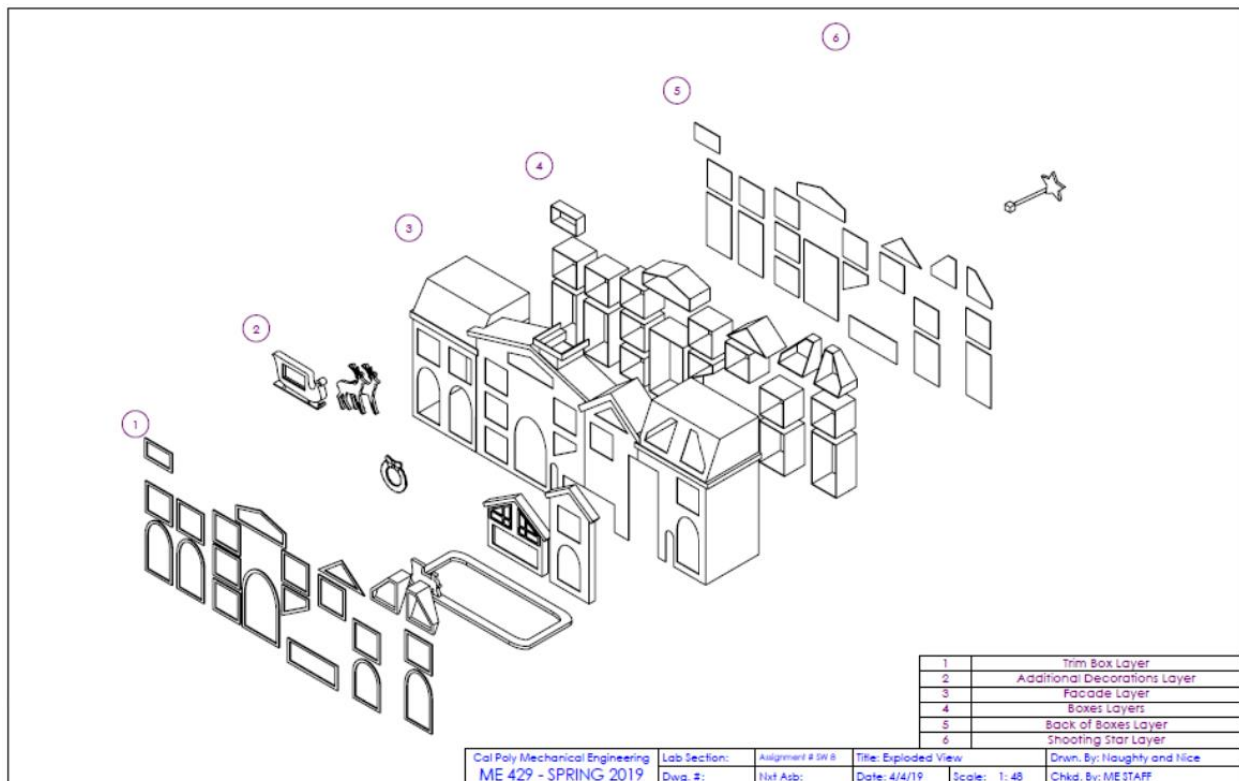 6
5
4
3
2
1
1 Trim Box Layer
2 Additional Decorations Layer
3 Facade Layer
4 Boxes Layers
5 Back of Boxes Layer
6 Shooting Star Layer
Cal Poly Mechanical Engineering Lab Section: Assignment # SW 8 Title: Exploded View Drwn. By: Naughty and Nice
ME 429 - SPRING 2019 Dwg. #: Nxt Asb: Date: 4/4/19 Scale: 1: 48 Chkd. By: ME STAFF